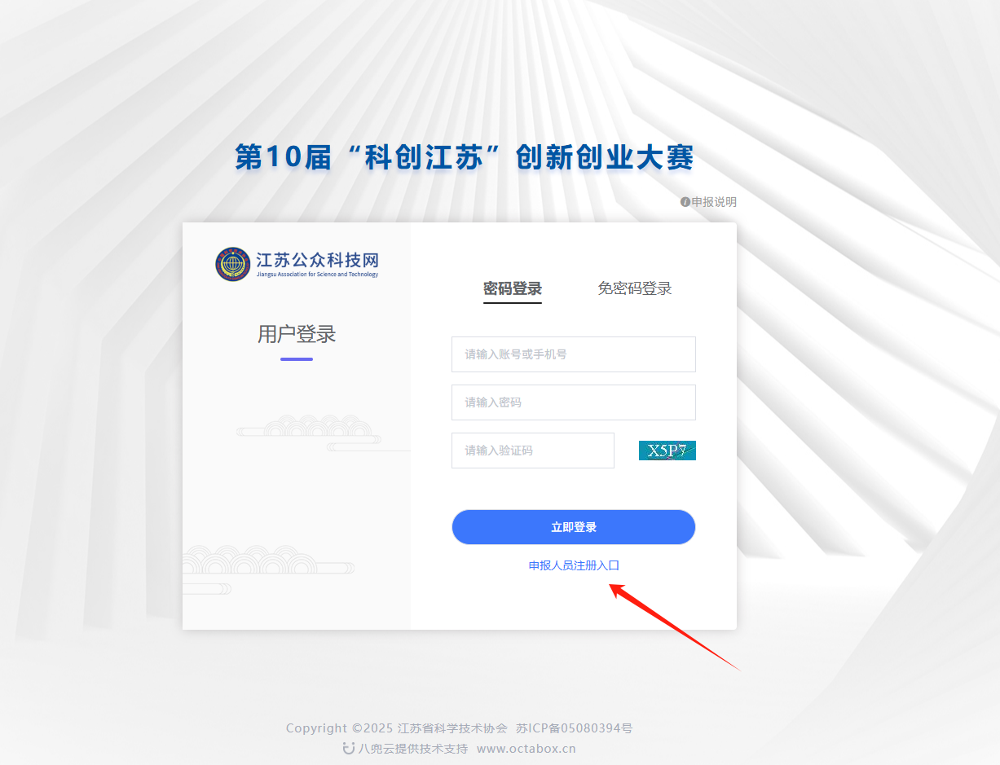 第10届“科创江苏”创新创业大赛
申报说明
江苏公众科技网
Jiangsu Association for Science and Technology
用户登录
密码登录 免密码登录
请输入账号或手机号
请输入密码
请输入验证码 X5P7
立即登录
申报人员注册入口
Copyright ©2025 江苏省科学技术协会 苏ICP备05080394号
八兜云提供技术支持 www.octabox.cn